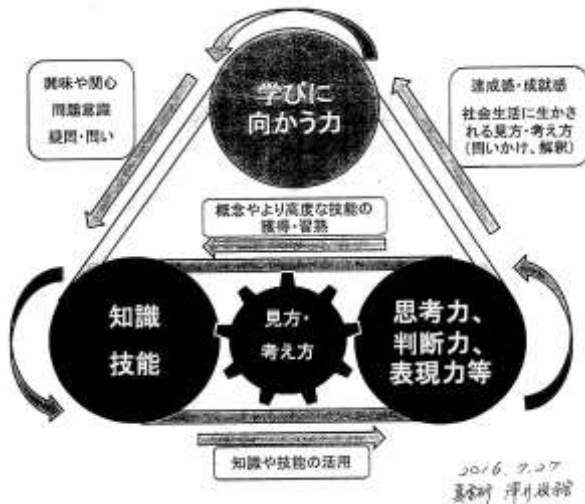 学びに
向かう力
興味や関心
問題意識
疑問・問い
達成感・成就感
社会生活に生かさ
れる見方・考え方
(問いかけ、解釈)
概念やより高度な技能の
獲得・習熟
知識
技能
見方・
考え方
思考力、
判断力、
表現力等
知識や技能の活用
2016.9.27